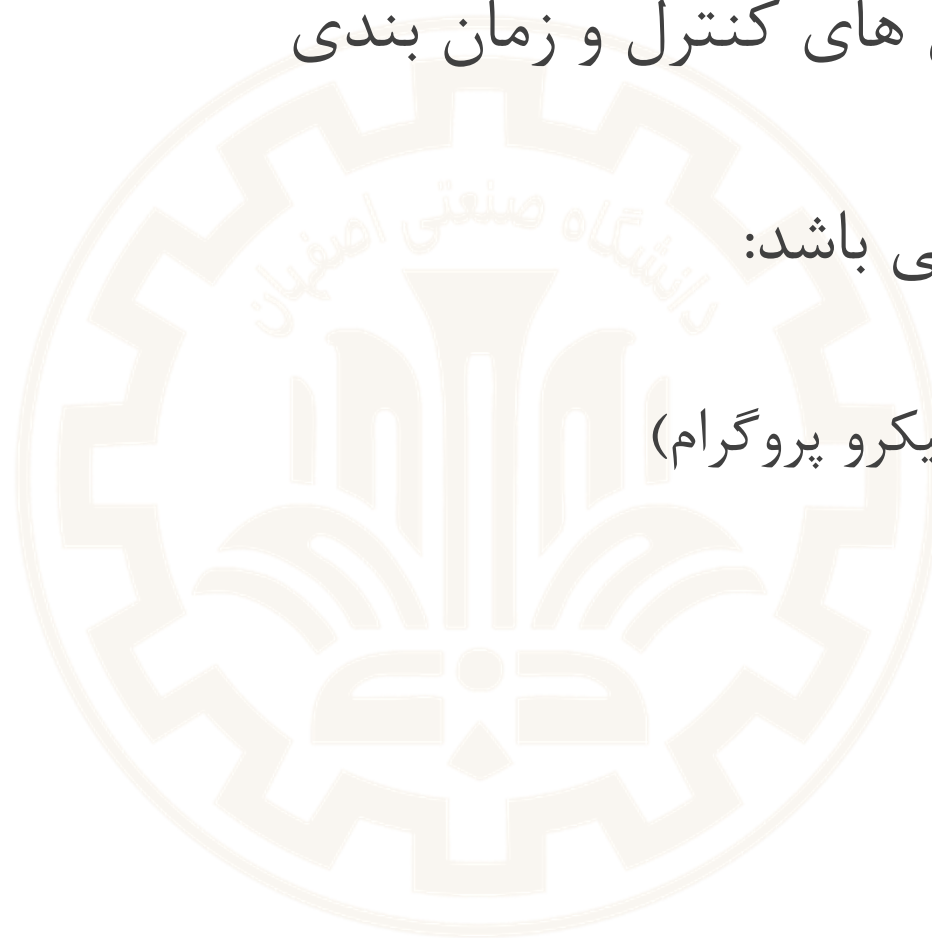 های کنترل و زمان بندی
دانشگاه صنعتی اصفهان
باشد:
پروگرام)